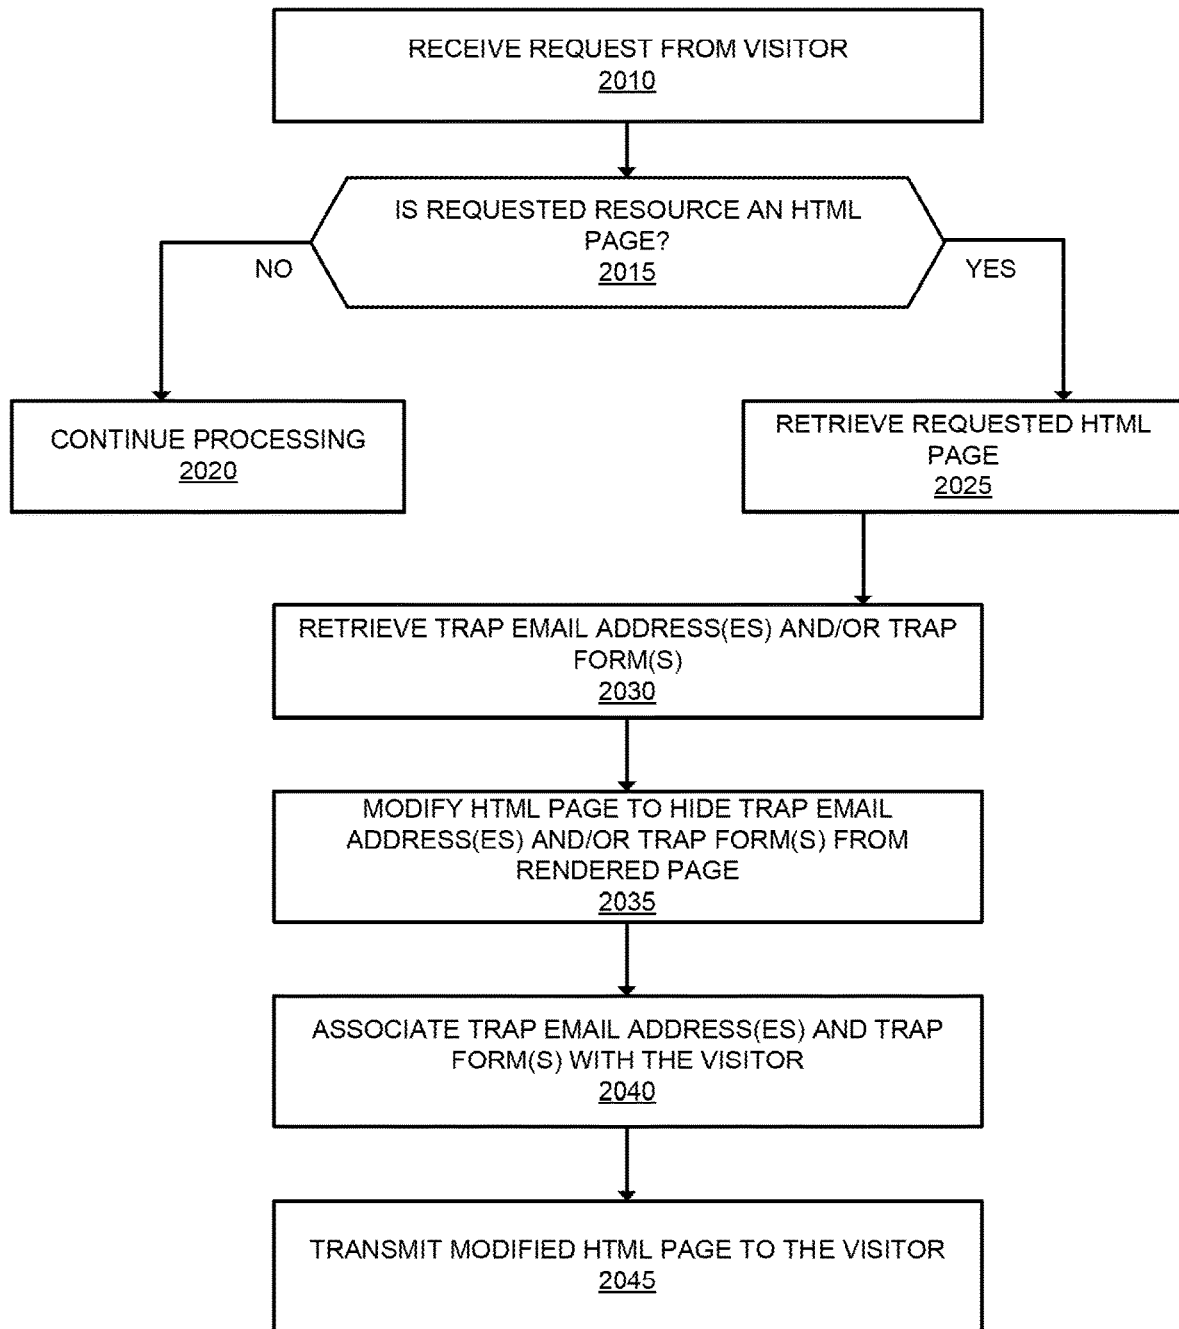 RECEIVE REQUEST FROM VISITOR
2010
IS REQUESTED RESOURCE AN HTML
PAGE?
2015
NO
YES
CONTINUE PROCESSING
2020
RETRIEVE REQUESTED HTML
PAGE
2025
RETRIEVE TRAP EMAIL ADDRESS(ES) AND/OR TRAP
FORM(S)
2030
MODIFY HTML PAGE TO HIDE TRAP EMAIL
ADDRESS(ES) AND/OR TRAP FORM(S) FROM
RENDERED PAGE
2035
ASSOCIATE TRAP EMAIL ADDRESS(ES) AND TRAP
FORM(S) WITH THE VISITOR
2040
TRANSMIT MODIFIED HTML PAGE TO THE VISITOR
2045